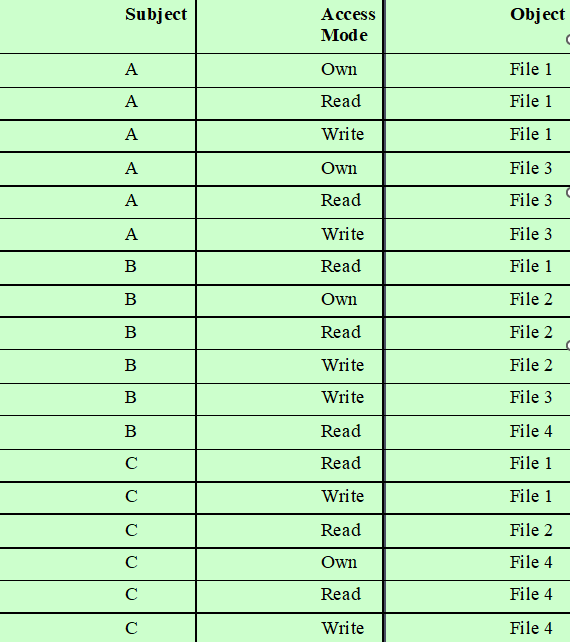 Subject Access Mode Object
A Own File 1
A Read File 1
A Write File 1
A Own File 3
A Read File 3
A Write File 3
B Read File 1
B Own File 2
B Read File 2
B Write File 2
B Write File 3
B Read File 4
C Read File 1
C Write File 1
C Read File 2
C Own File 4
C Read File 4
C Write File 4